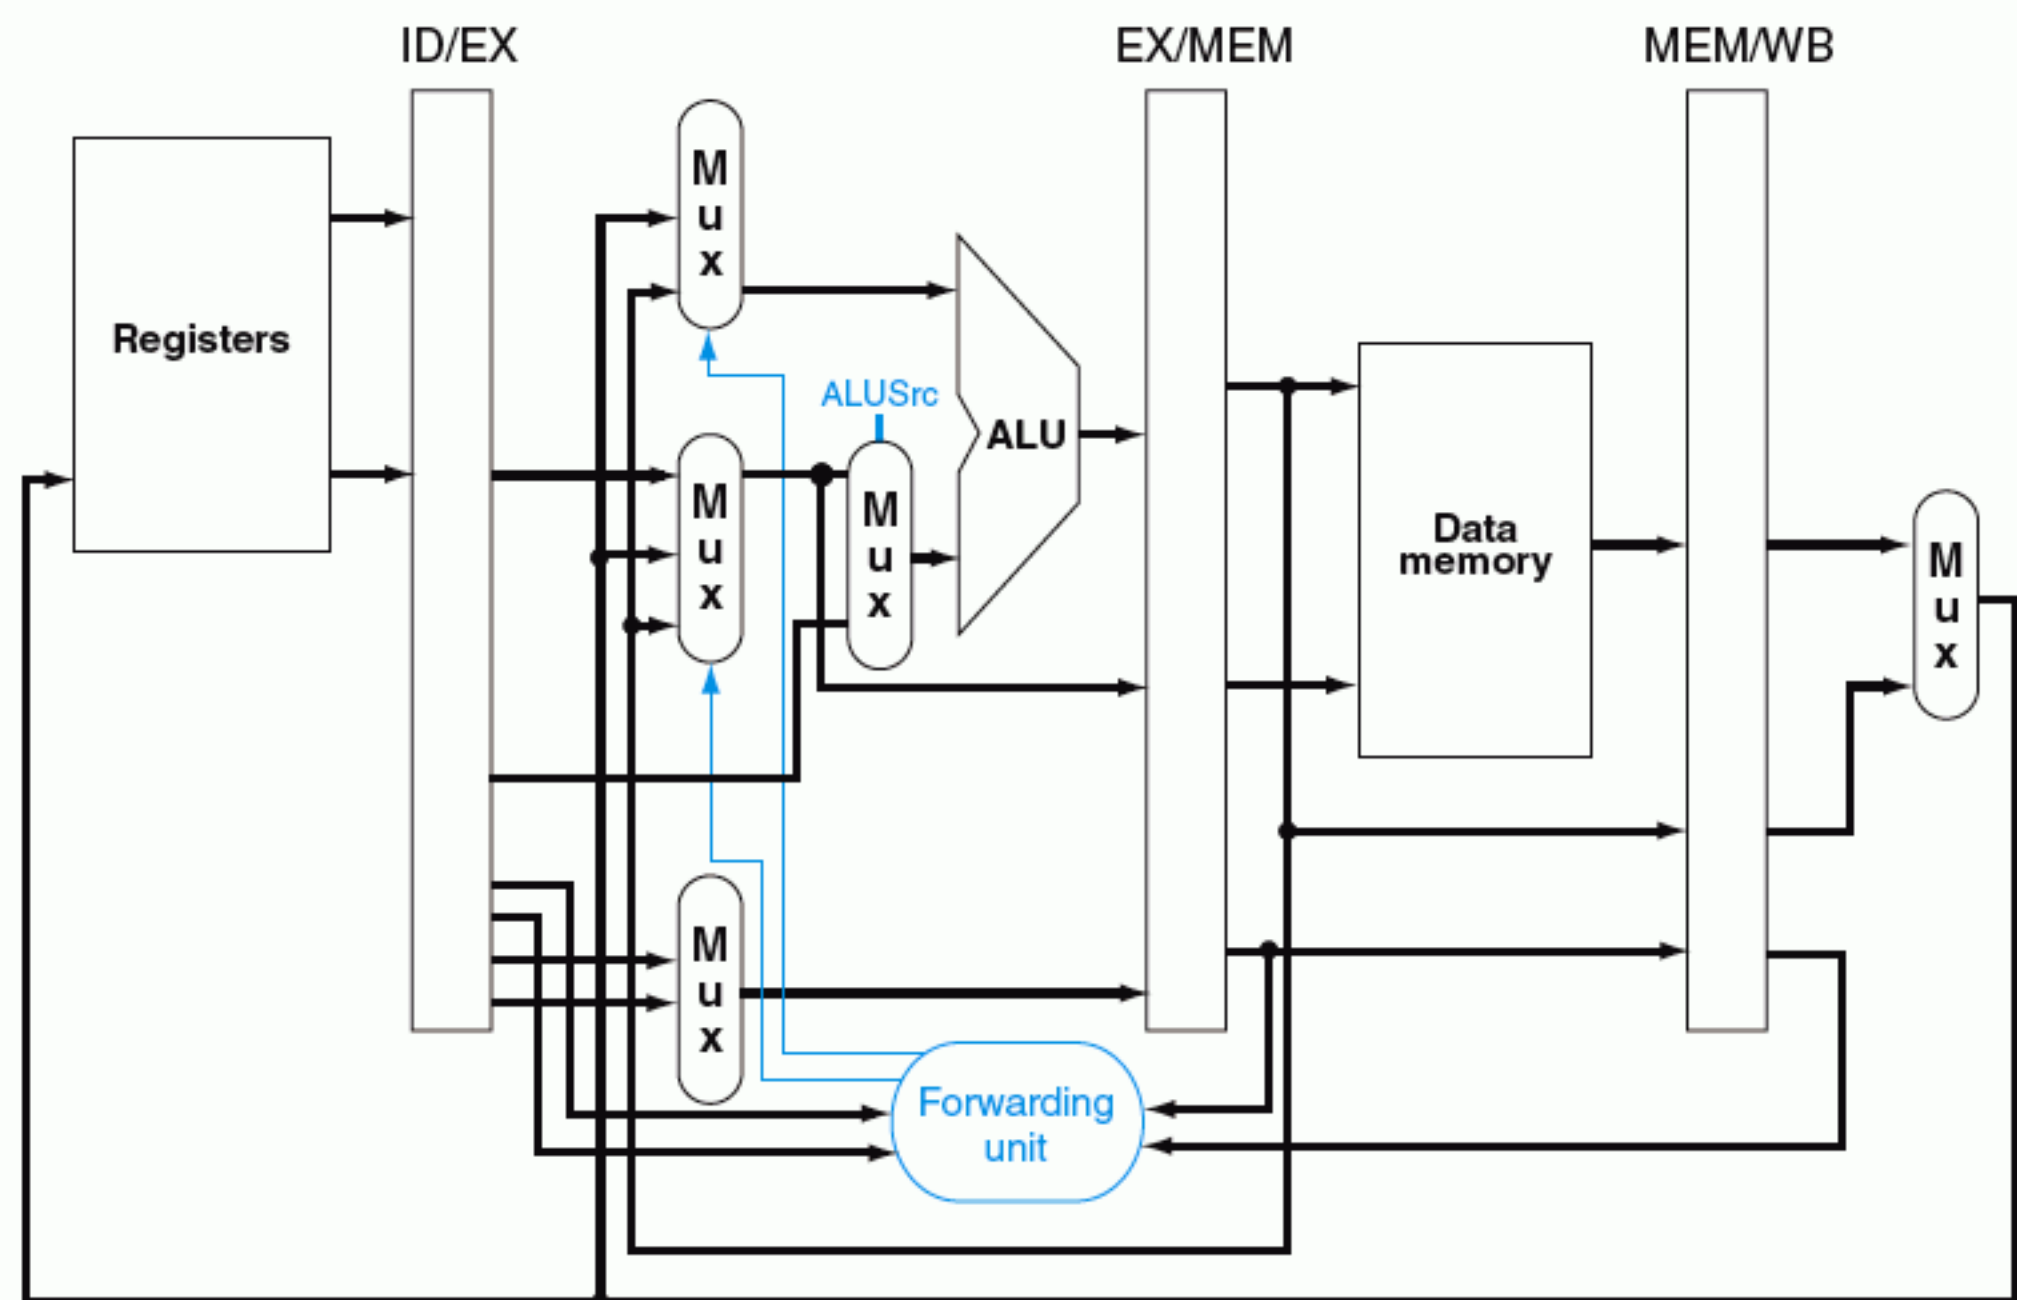 ID/EX
EX/MEM
MEM/WB
M
u
x
Registers
ALUSrc
ALU
M
u
x
M
u
x
Data
memory
M
u
x
M
u
x
Forwarding
unit